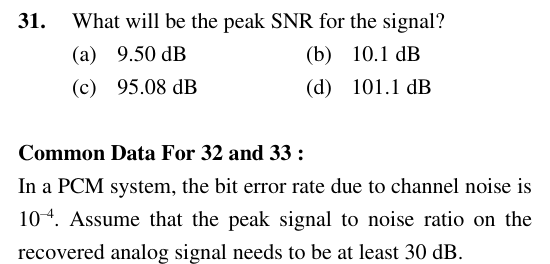 31. What will be the peak SNR for the signal?
(a) 9.50 dB (b) 10.1 dB
(c) 95.08 dB (d) 101.1 dB
Common Data For 32 and 33 :
In a PCM system, the bit error rate due to channel noise is
10⁻⁴. Assume that the peak signal to noise ratio on the
recovered analog signal needs to be at least 30 dB.